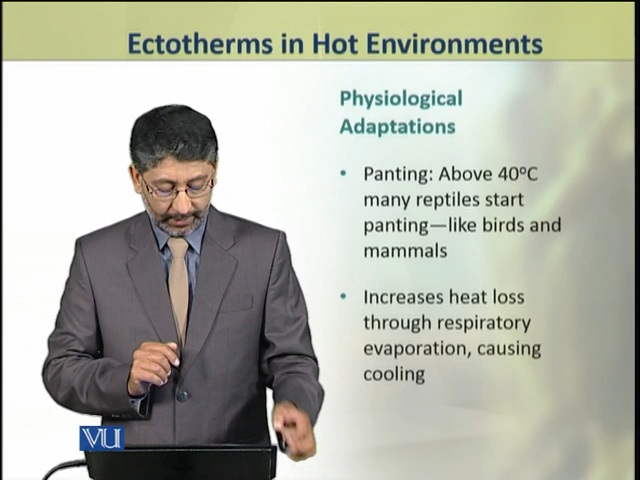 Ectotherms in Hot Environments
Physiological
Adaptations
• Panting: Above 40ºC
many reptiles start
panting—like birds and
mammals
• Increases heat loss
through respiratory
evaporation, causing
cooling
VU